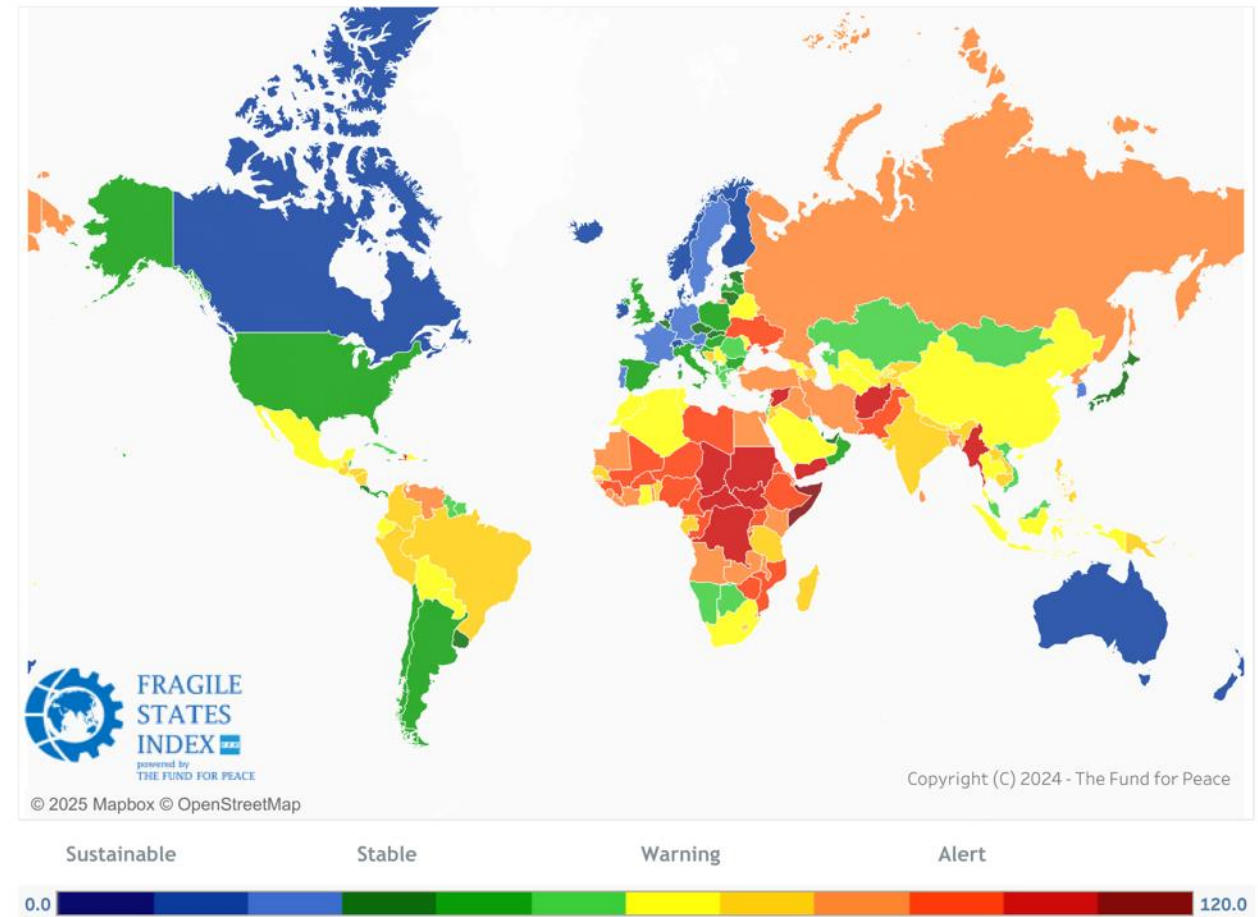 FRAGILE
STATES
INDEX FFP
powered by
THE FUND FOR PEACE
Copyright (C) 2024 - The Fund for Peace
© 2025 Mapbox © OpenStreetMap
Sustainable Stable Warning Alert
0.0 120.0